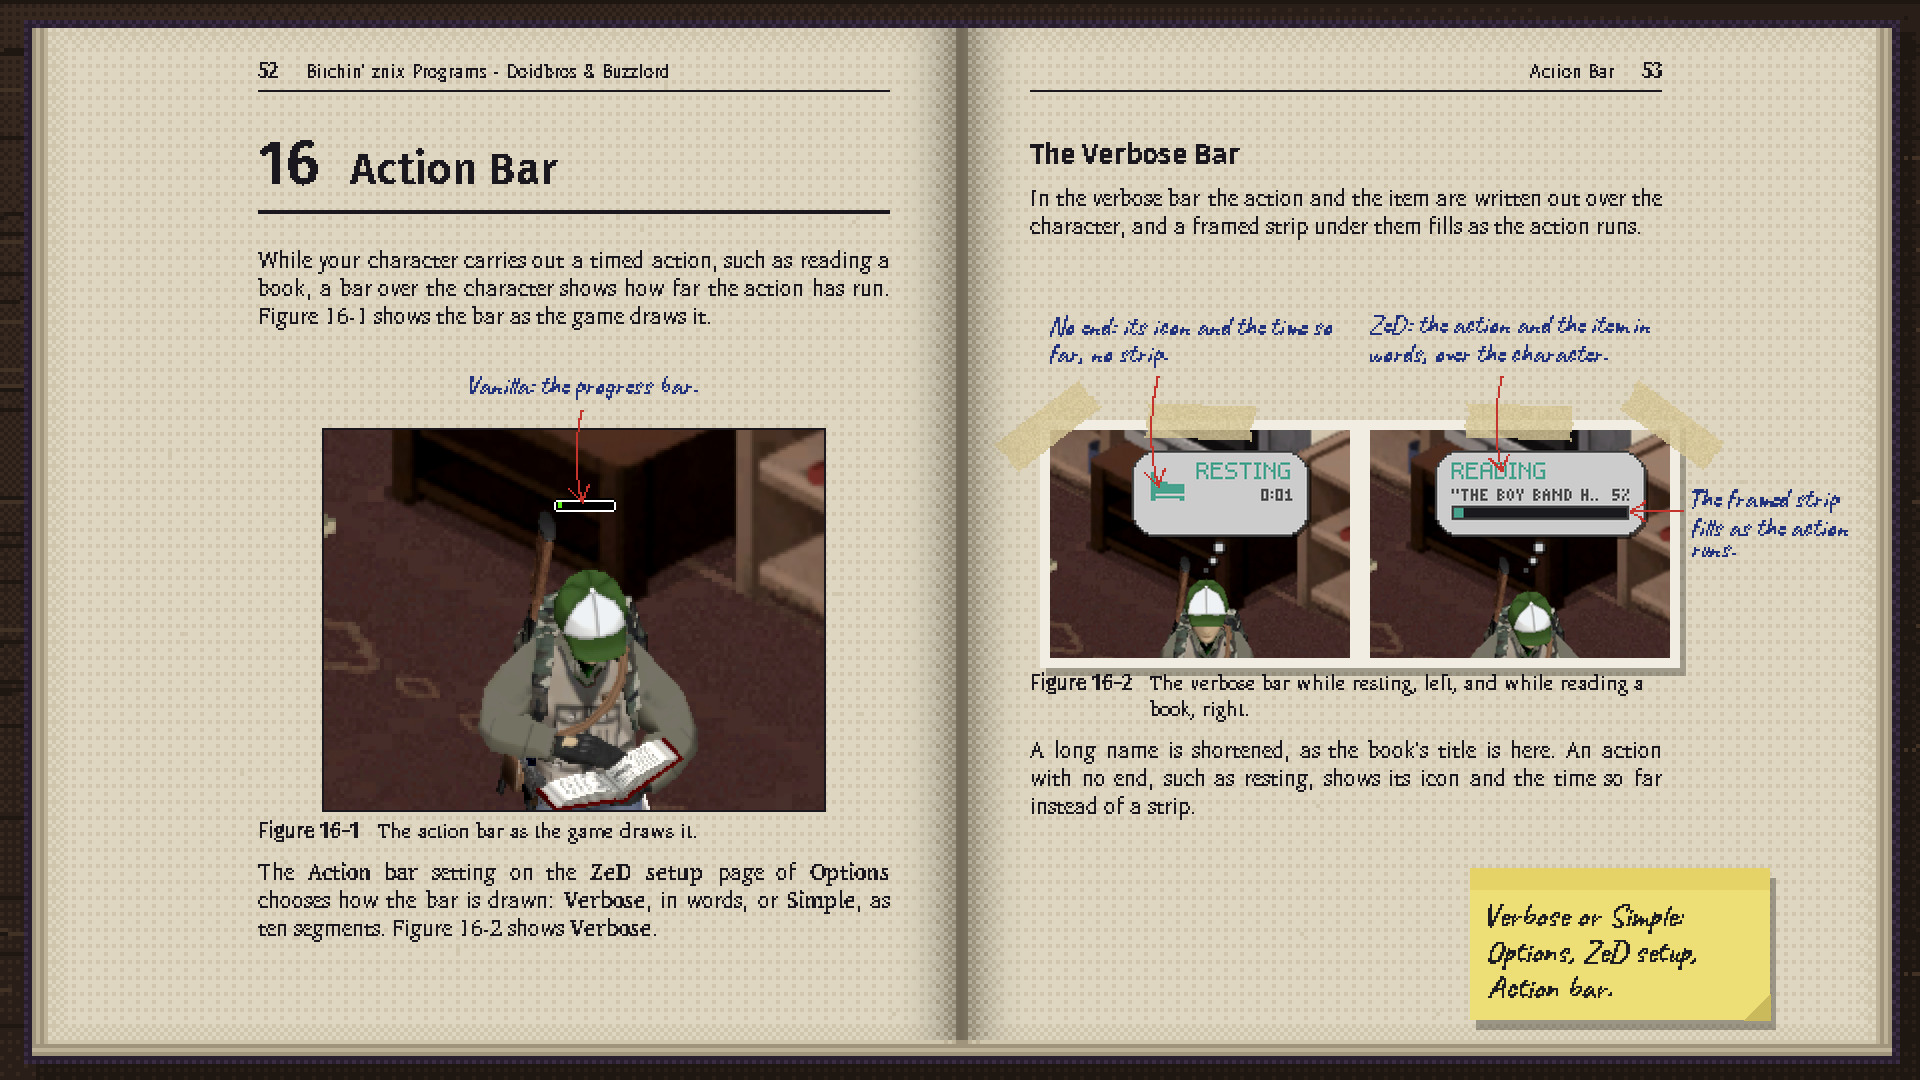 52 Bitchin' znix Programs - Doidbros & Buzzlord
16 Action Bar
While your character carries out a timed action, such as reading a
book, a bar over the character shows how far the action has run.
Figure 16-1 shows the bar as the game draws it.
Vanilla: the progress bar.
Figure 16-1 The action bar as the game draws it.
The Action bar setting on the ZeD setup page of Options
chooses how the bar is drawn: Verbose, in words, or Simple, as
ten segments. Figure 16-2 shows Verbose.
Action Bar 53
The Verbose Bar
In the verbose bar the action and the item are written out over the
character, and a framed strip under them fills as the action runs.
No end: its icon and the time so
far, no strip.
ZeD: the action and the item in
words, over the character.
RESTING
0:01
READING
"THE BOY BAND H.. 5%
The framed strip
fills as the action
runs.
Figure 16-2 The verbose bar while resting, left, and while reading a
book, right.
A long name is shortened, as the book's title is here. An action
with no end, such as resting, shows its icon and the time so far
instead of a strip.
Verbose or Simple:
Options, ZeD setup,
Action bar.